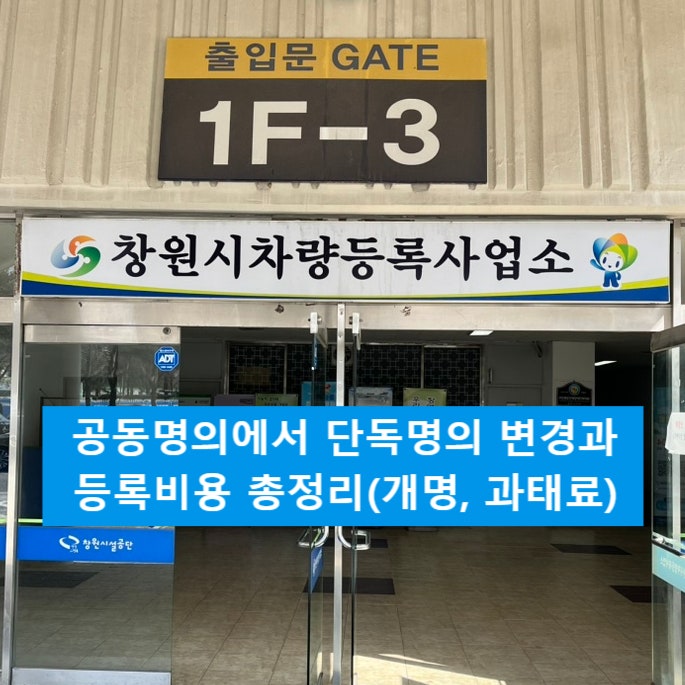 출입문 GATE
1F-3
창원시차량등록사업소
ADT
공동명의에서 단독명의 변경과
등록비용 총정리(개명, 과태료)
창원시설공단